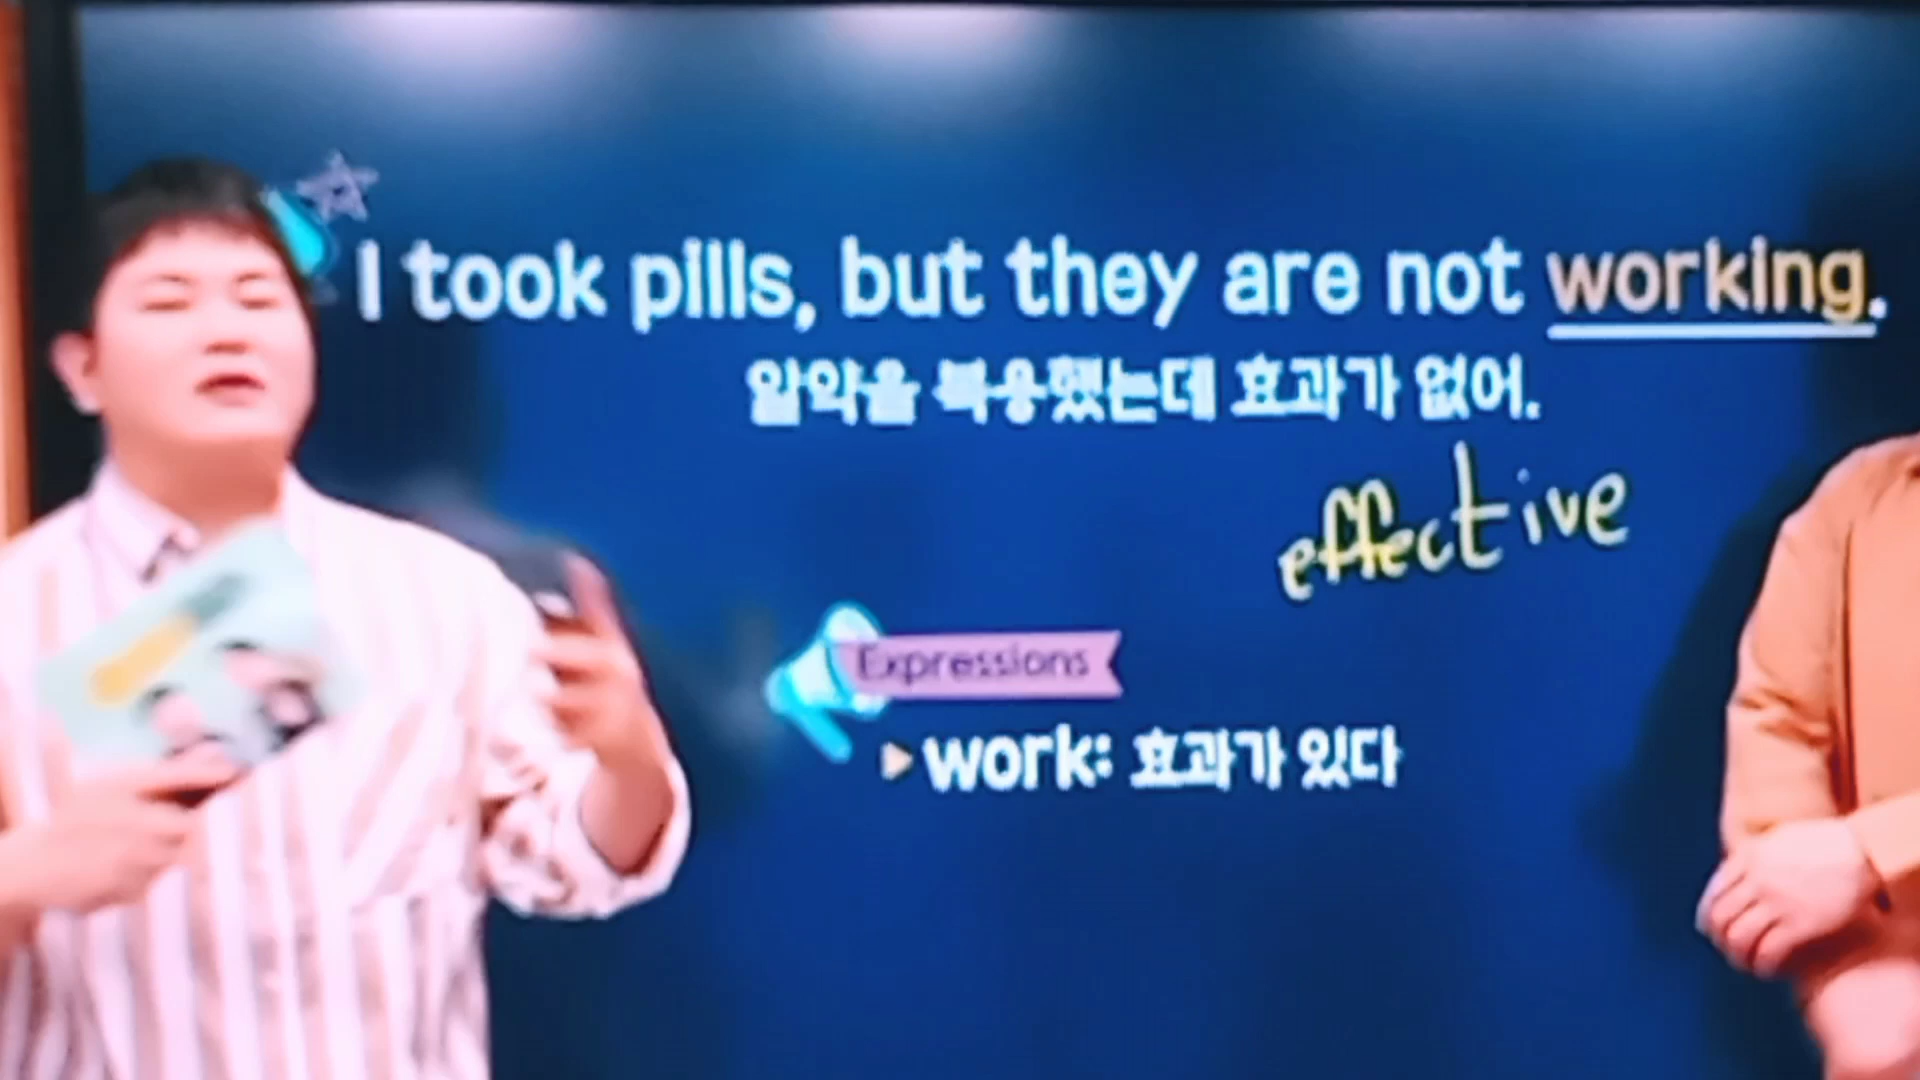 I took pills, but they are not working.
알약을 복용했는데 효과가 없어.
effective
Expressions
work: 효과가 있다